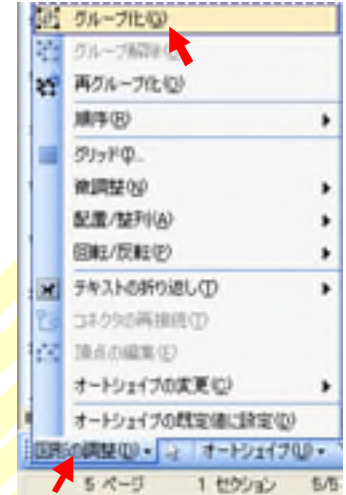 グループ化(G)
グループ解除(U)
再グループ化(O)
順序(R)
グリッド(I)...
微調整(N)
配置/整列(A)
回転/反転(P)
テキストの折り返し(T)
コネクタの再接続(T)
頂点の編集(E)
オートシェイプの変更(C)
オートシェイプの既定値に設定(D)
図形の調整(D) オートシェイプ(U)
5 ページ 1 セクション 5/5